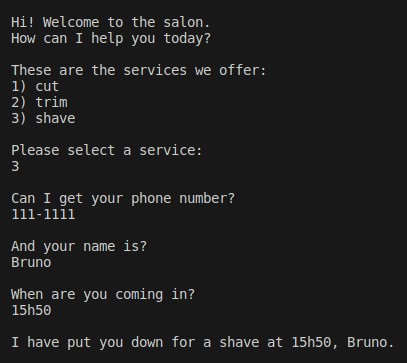 Hi! Welcome to the salon.
How can I help you today?
These are the services we offer:
1) cut
2) trim
3) shave
Please select a service:
3
Can I get your phone number?
111-1111
And your name is?
Bruno
When are you coming in?
15h50
I have put you down for a shave at 15h50, Bruno.